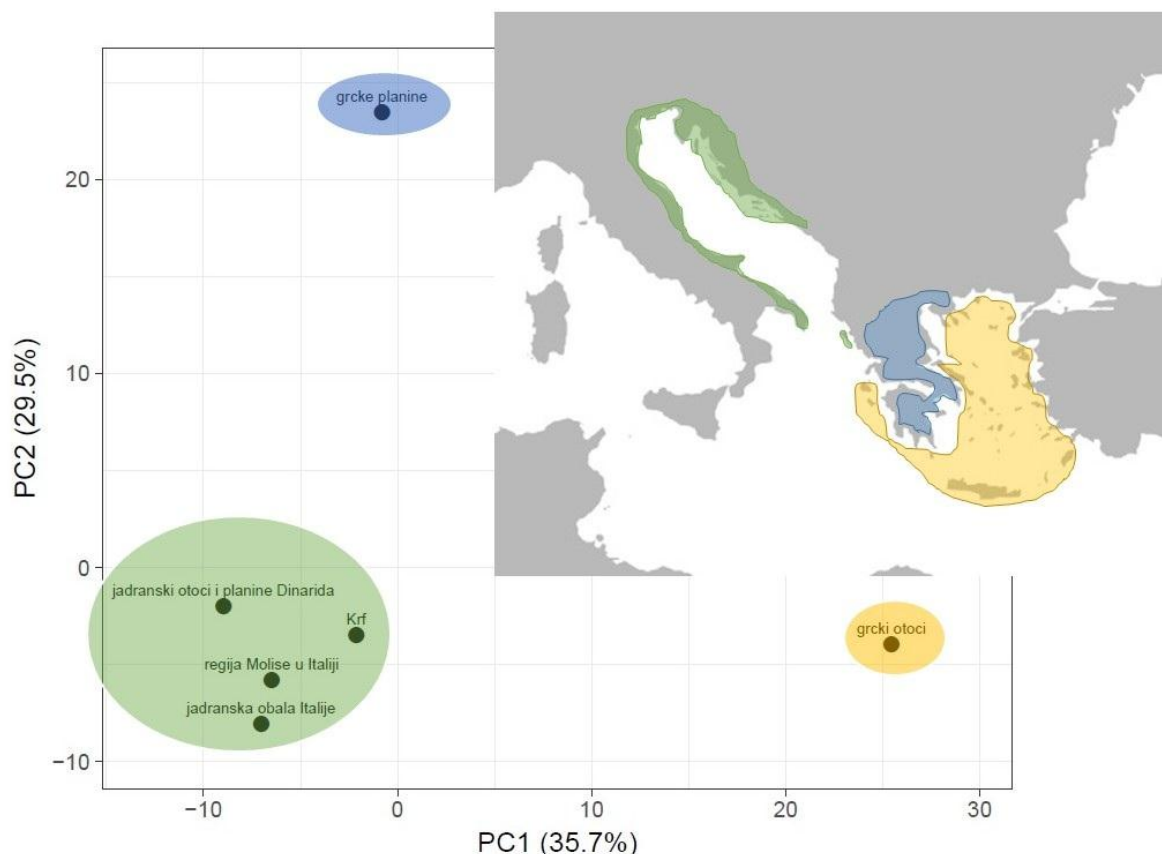 grcke planine
20
10
PC2 (29.5%)
0
jadranski otoci i planine Dinarida
Krf
grcki otoci
regija Molise u Italiji
jadranska obala Italije
−10
−10
0
10
20
30
PC1 (35.7%)